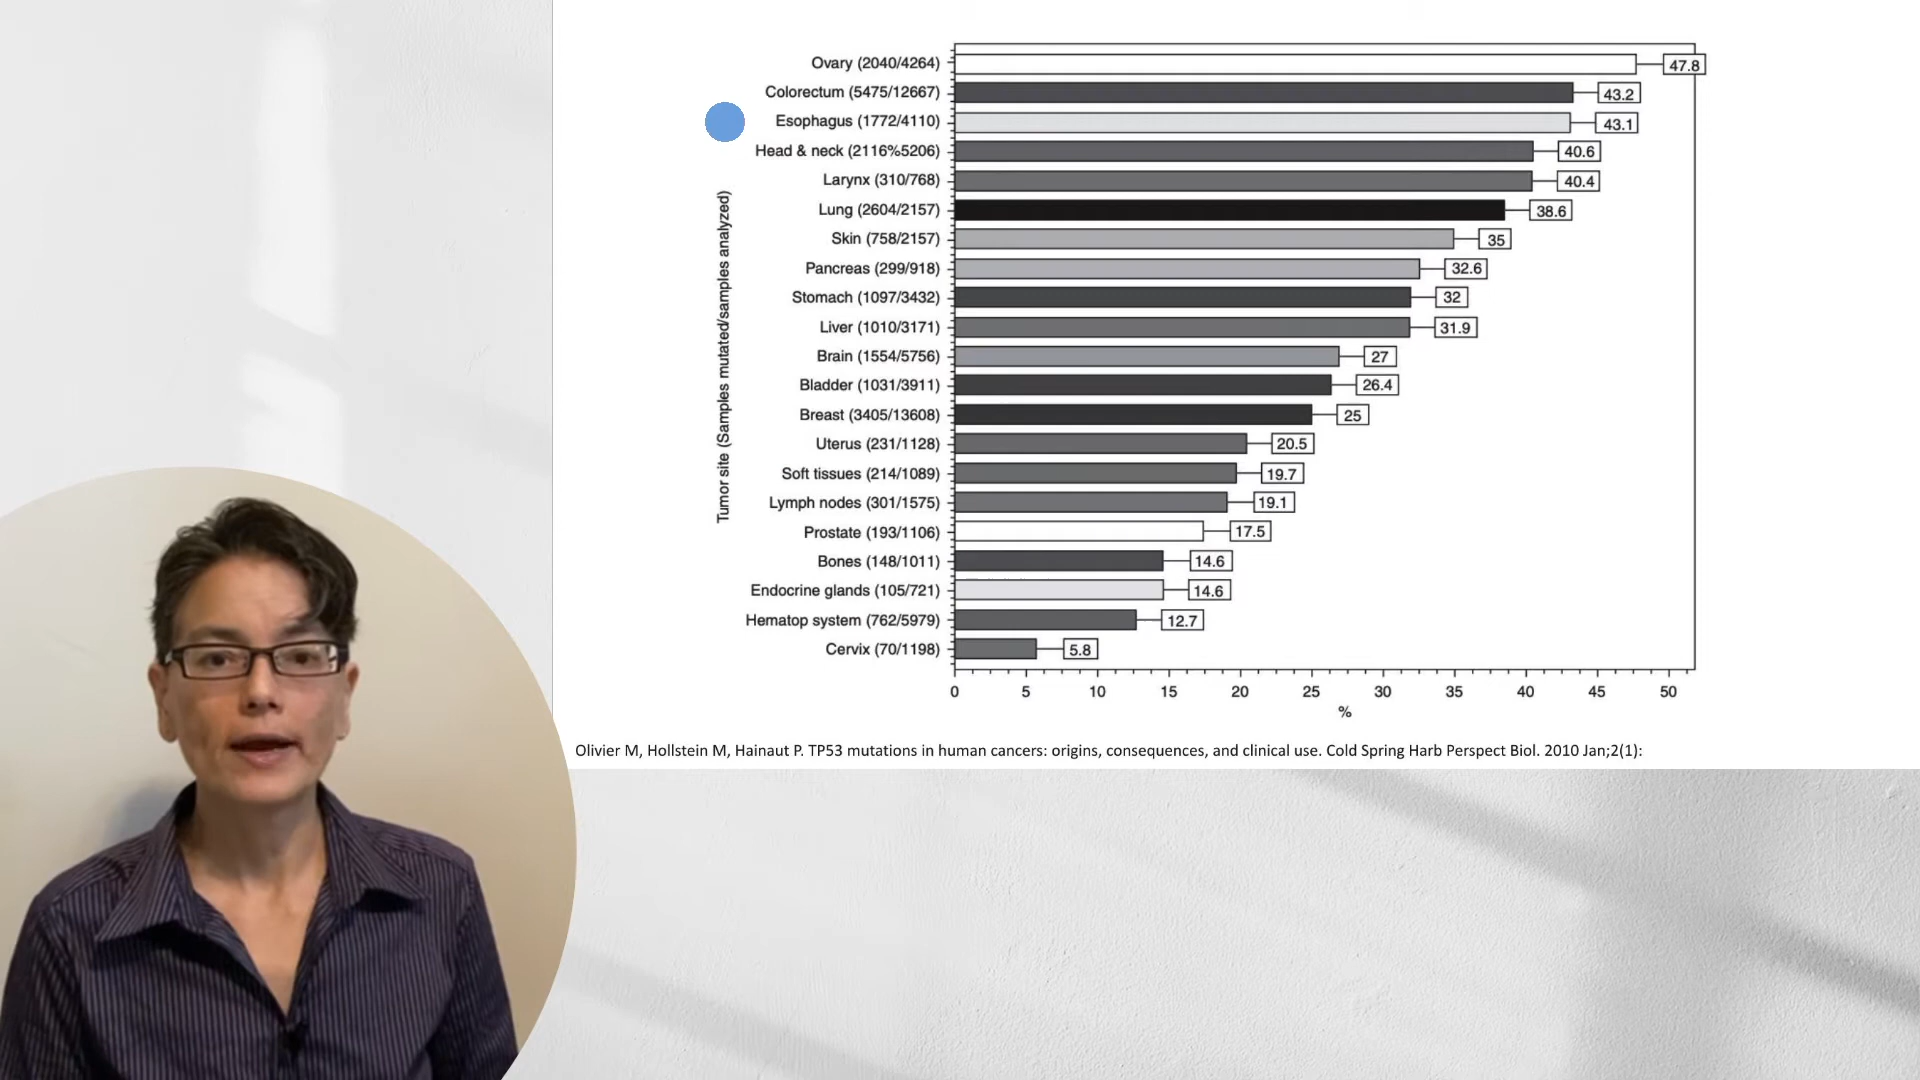 Ovary (2040/4264) 47.8
Colorectum (5475/12667) 43.2
Esophagus (1772/4110) 43.1
Head & neck (2116%5206) 40.6
Larynx (310/768) 40.4
Lung (2604/2157) 38.6
Skin (758/2157) 35
Pancreas (299/918) 32.6
Stomach (1097/3432) 32
Liver (1010/3171) 31.9
Brain (1554/5756) 27
Bladder (1031/3911) 26.4
Breast (3405/13608) 25
Uterus (231/1128) 20.5
Soft tissues (214/1089) 19.7
Lymph nodes (301/1575) 19.1
Prostate (193/1106) 17.5
Bones (148/1011) 14.6
Endocrine glands (105/721) 14.6
Hematop system (762/5979) 12.7
Cervix (70/1198) 5.8
Tumor site (Samples mutated/samples analyzed)
0 5 10 15 20 25 30 35 40 45 50
%
Olivier M, Hollstein M, Hainaut P. TP53 mutations in human cancers: origins, consequences, and clinical use. Cold Spring Harb Perspect Biol. 2010 Jan;2(1):